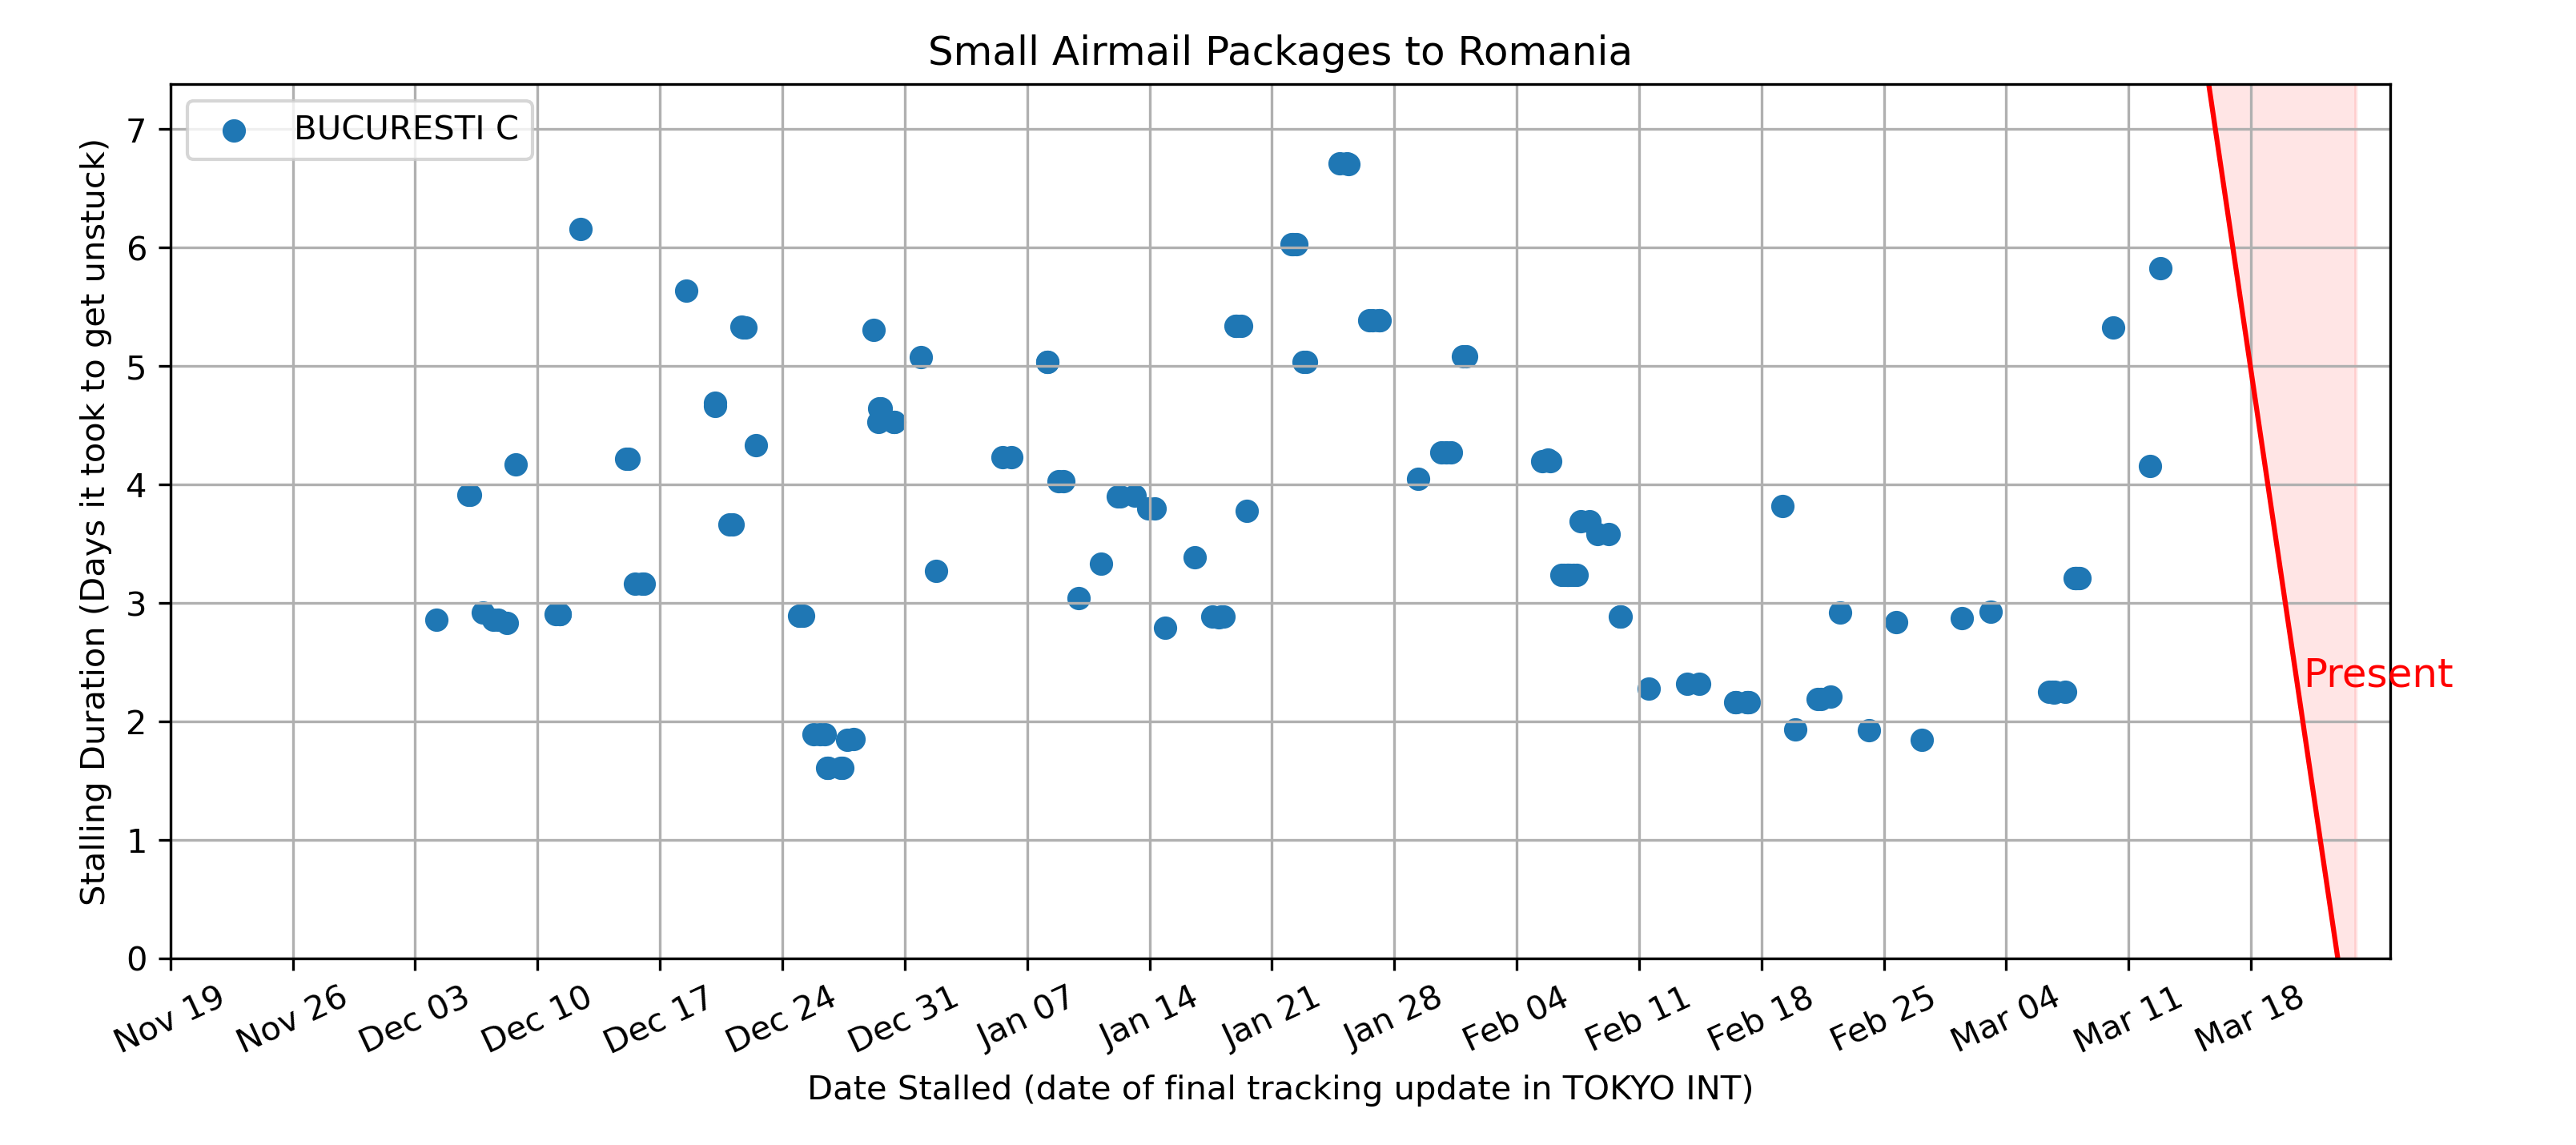 Small Airmail Packages to Romania
BUCURESTI C
Stalling Duration (Days it took to get unstuck)
7
6
5
4
3
2
1
0
Present
Nov 19 Nov 26 Dec 03 Dec 10 Dec 17 Dec 24 Dec 31 Jan 07 Jan 14 Jan 21 Jan 28 Feb 04 Feb 11 Feb 18 Feb 25 Mar 04 Mar 11 Mar 18
Date Stalled (date of final tracking update in TOKYO INT)